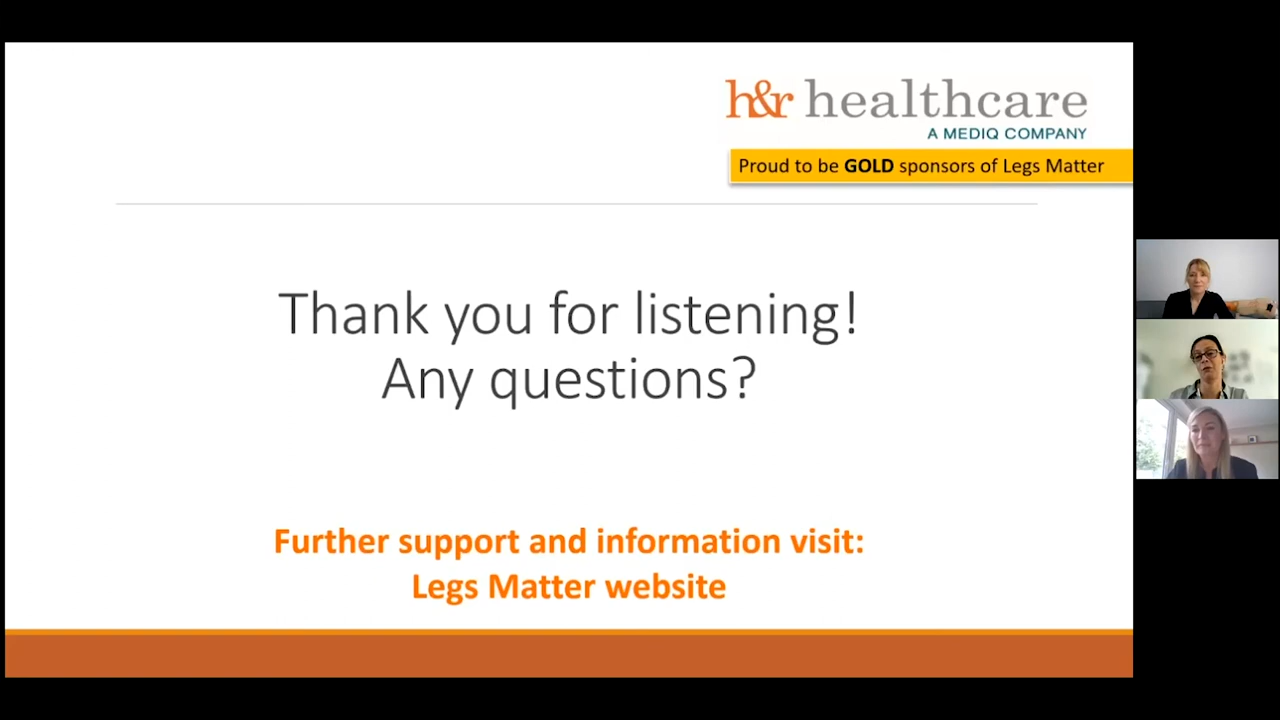 h&r healthcare
A MEDIQ COMPANY
Proud to be GOLD sponsors of Legs Matter
Thank you for listening!
Any questions?
Further support and information visit:
Legs Matter website